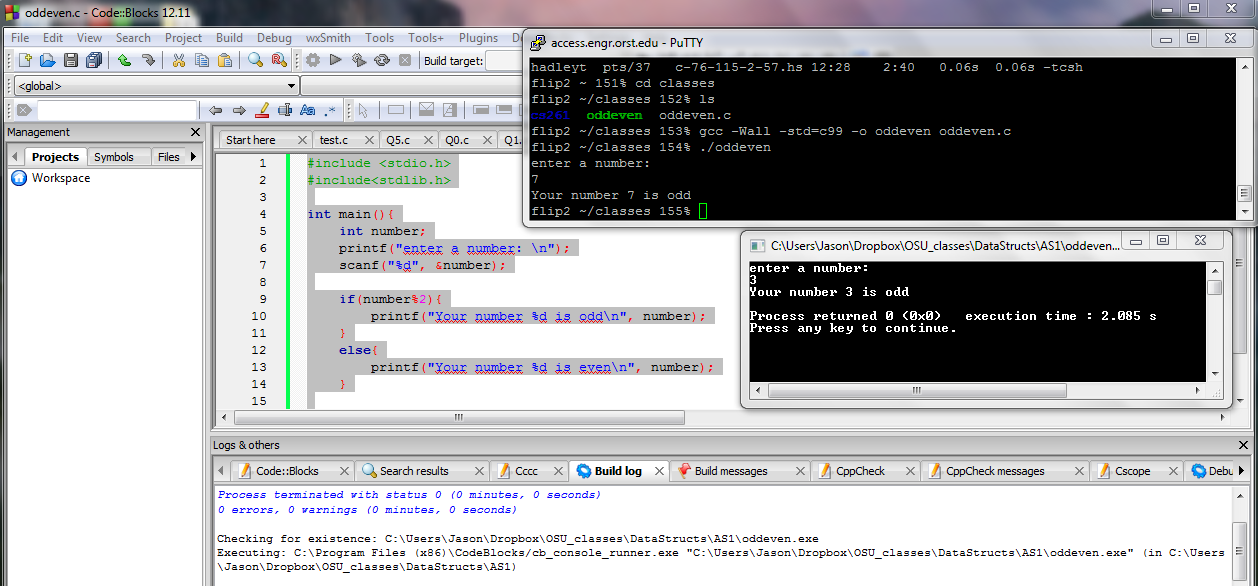 oddeven.c - Code::Blocks 12.11
File Edit View Search Project Build Debug wxSmith Tools Tools+ Plugins
Build target:
<global>
Management
Projects Symbols Files
Workspace
Start here test.c Q5.c Q0.c
1 #include <stdio.h>
2 #include<stdlib.h>
3
4 int main(){
5 int number;
6 printf("enter a number: \n");
7 scanf("%d", &number);
8
9 if(number%2){
10 printf("Your number %d is odd\n", number);
11 }
12 else{
13 printf("Your number %d is even\n", number);
14 }
15
access.engr.orst.edu - PuTTY
hadleyt pts/37 c-76-115-2-57.hs 12:28 2:40 0.06s 0.06s -tcsh
flip2 ~ 151% cd classes
flip2 ~/classes 152% ls
cs261 oddeven oddeven.c
flip2 ~/classes 153% gcc -Wall -std=c99 -o oddeven oddeven.c
flip2 ~/classes 154% ./oddeven
enter a number:
7
Your number 7 is odd
flip2 ~/classes 155%
C:\Users\Jason\Dropbox\OSU_classes\DataStructs\AS1\oddeven...
enter a number:
3
Your number 3 is odd
Process returned 0 (0x0) execution time : 2.085 s
Press any key to continue.
Logs & others
Code::Blocks Search results Cccc Build log Build messages CppCheck CppCheck messages Cscope Debu
Process terminated with status 0 (0 minutes, 0 seconds)
0 errors, 0 warnings (0 minutes, 0 seconds)
Checking for existence: C:\Users\Jason\Dropbox\OSU_classes\DataStructs\AS1\oddeven.exe
Executing: C:\Program Files (x86)\CodeBlocks/cb_console_runner.exe "C:\Users\Jason\Dropbox\OSU_classes\DataStructs\AS1\oddeven.exe" (in C:\Users
\Jason\Dropbox\OSU_classes\DataStructs\AS1)